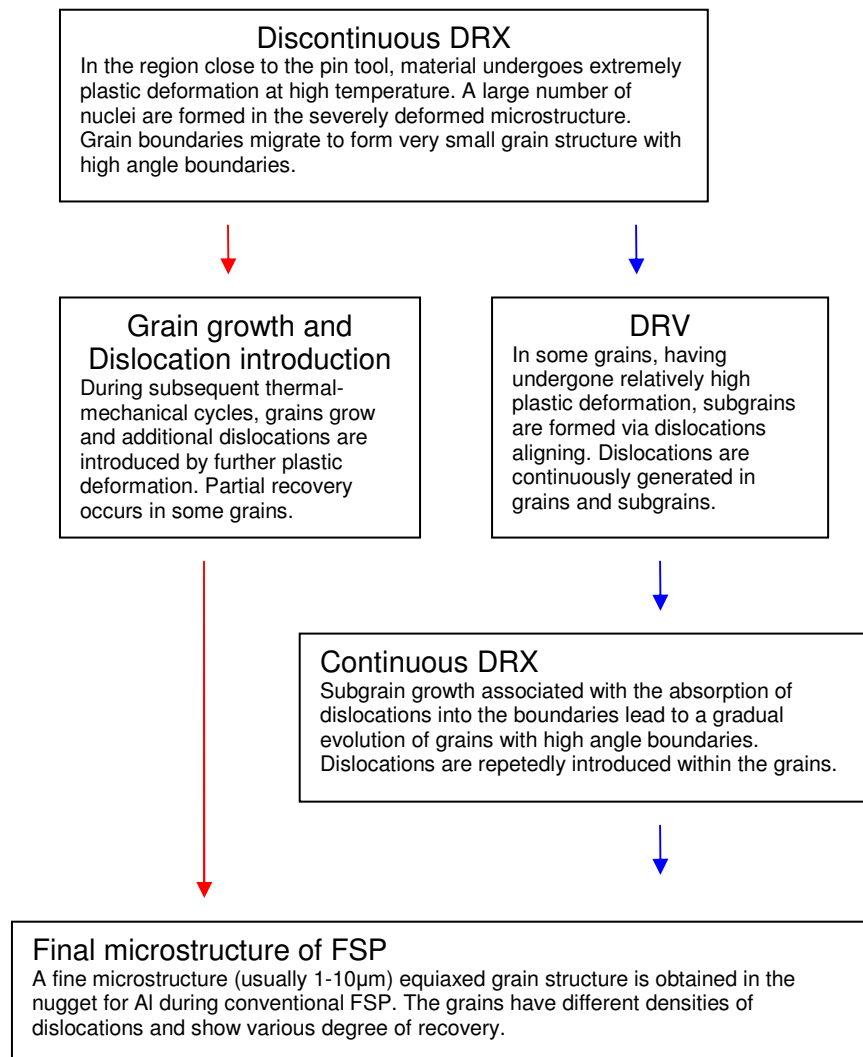 Discontinuous DRX
In the region close to the pin tool, material undergoes extremely
plastic deformation at high temperature. A large number of
nuclei are formed in the severely deformed microstructure.
Grain boundaries migrate to form very small grain structure with
high angle boundaries.
Grain growth and
Dislocation introduction
During subsequent thermal-
mechanical cycles, grains grow
and additional dislocations are
introduced by further plastic
deformation. Partial recovery
occurs in some grains.
DRV
In some grains, having
undergone relatively high
plastic deformation, subgrains
are formed via dislocations
aligning. Dislocations are
continuously generated in
grains and subgrains.
Continuous DRX
Subgrain growth associated with the absorption of
dislocations into the boundaries lead to a gradual
evolution of grains with high angle boundaries.
Dislocations are repetedly introduced within the grains.
Final microstructure of FSP
A fine microstructure (usually 1-10μm) equiaxed grain structure is obtained in the
nugget for Al during conventional FSP. The grains have different densities of
dislocations and show various degree of recovery.